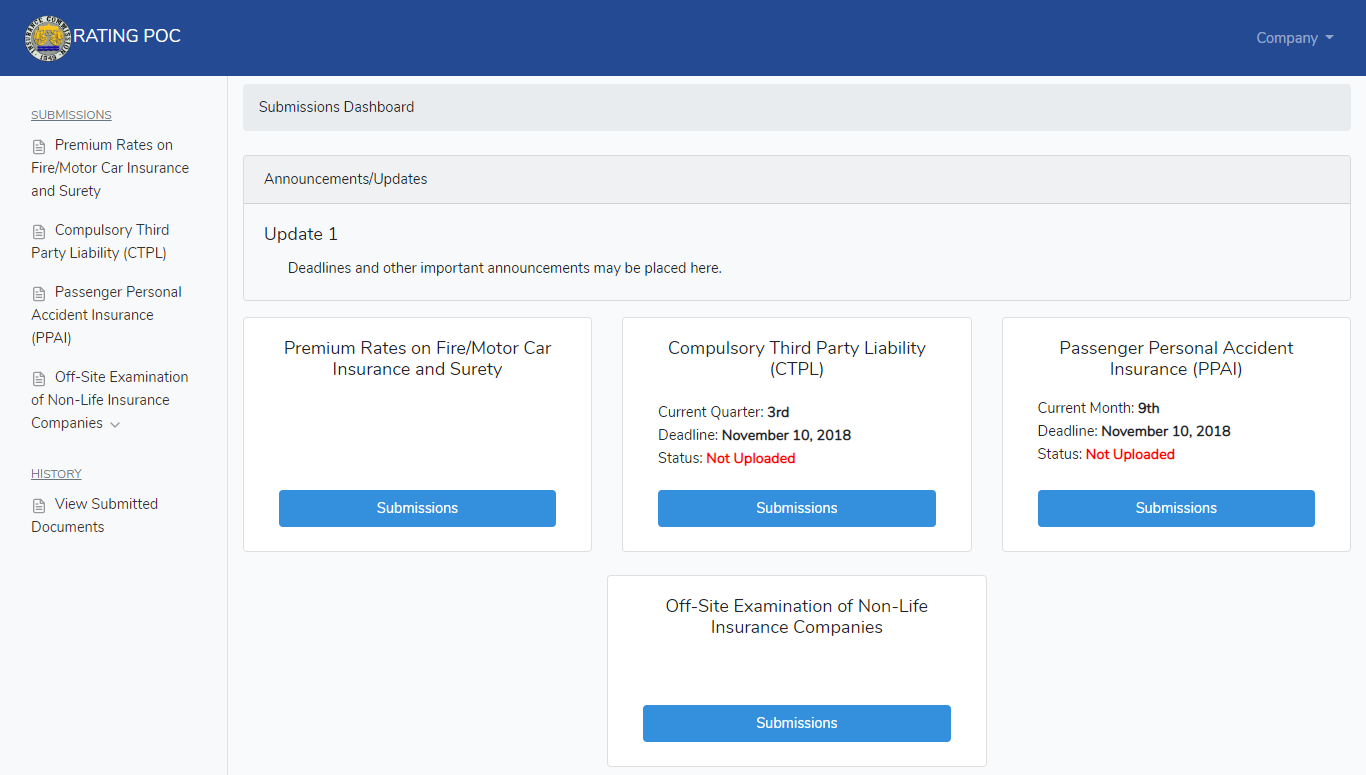 INSURANCE COMMISSION
1949
RATING POC
Company
SUBMISSIONS
Premium Rates on
Fire/Motor Car Insurance
and Surety
Compulsory Third
Party Liability (CTPL)
Passenger Personal
Accident Insurance
(PPAI)
Off-Site Examination
of Non-Life Insurance
Companies
HISTORY
View Submitted
Documents
Submissions Dashboard
Announcements/Updates
Update 1
Deadlines and other important announcements may be placed here.
Premium Rates on Fire/Motor Car
Insurance and Surety
Submissions
Compulsory Third Party Liability
(CTPL)
Current Quarter: 3rd
Deadline: November 10, 2018
Status: Not Uploaded
Submissions
Passenger Personal Accident
Insurance (PPAI)
Current Month: 9th
Deadline: November 10, 2018
Status: Not Uploaded
Submissions
Off-Site Examination of Non-Life
Insurance Companies
Submissions